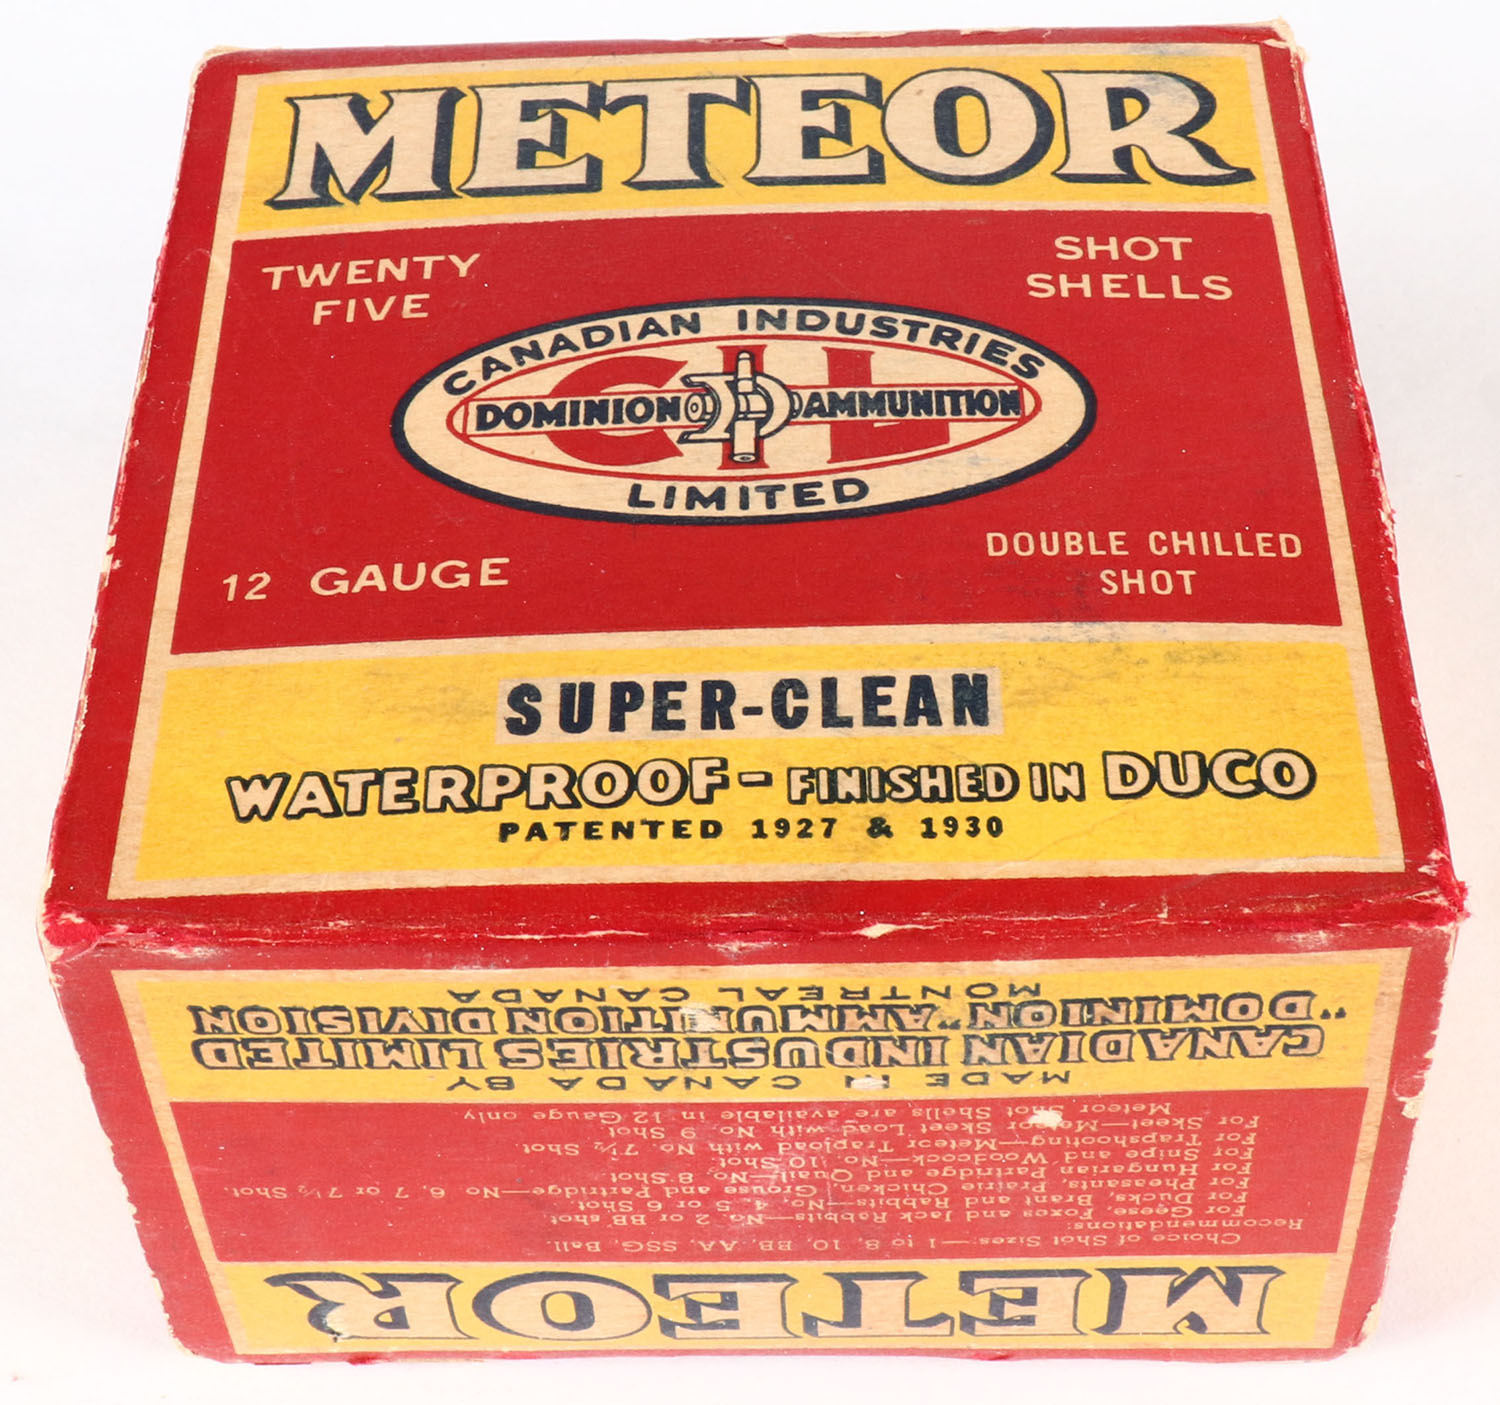 METEOR
TWENTY
FIVE
SHOT
SHELLS
CANADIAN INDUSTRIES
CIL
DOMINION AMMUNITION
LIMITED
12 GAUGE
DOUBLE CHILLED
SHOT
SUPER-CLEAN
WATERPROOF - FINISHED IN DUCO
PATENTED 1927 & 1930
METEOR
Choice of Shot Sizes:—1 to 8, 10, BB, AA, SSG, Ball.
Recommendations:
For Geese, Foxes and Jack Rabbits—No. 2 or BB shot
For Ducks, Brant and Rabbits—No. 4, 5 or 6 Shot.
For Pheasants, Prairie Chicken, Grouse and Partridge—No 6, 7 or 7½ Shot.
For Hungarian Partridge and Quail—No. 8 Shot
For Snipe and Woodcock—No. 10 Shot
For Trapshooting—Meteor Trapload with No. 7½ Shot.
For Skeet—Meteor Skeet Load with No. 9 Shot
Meteor Shot Shells are available in 12 Gauge only.
MADE IN CANADA BY
CANADIAN INDUSTRIES LIMITED
"DOMINION" AMMUNITION DIVISION
MONTREAL CANADA